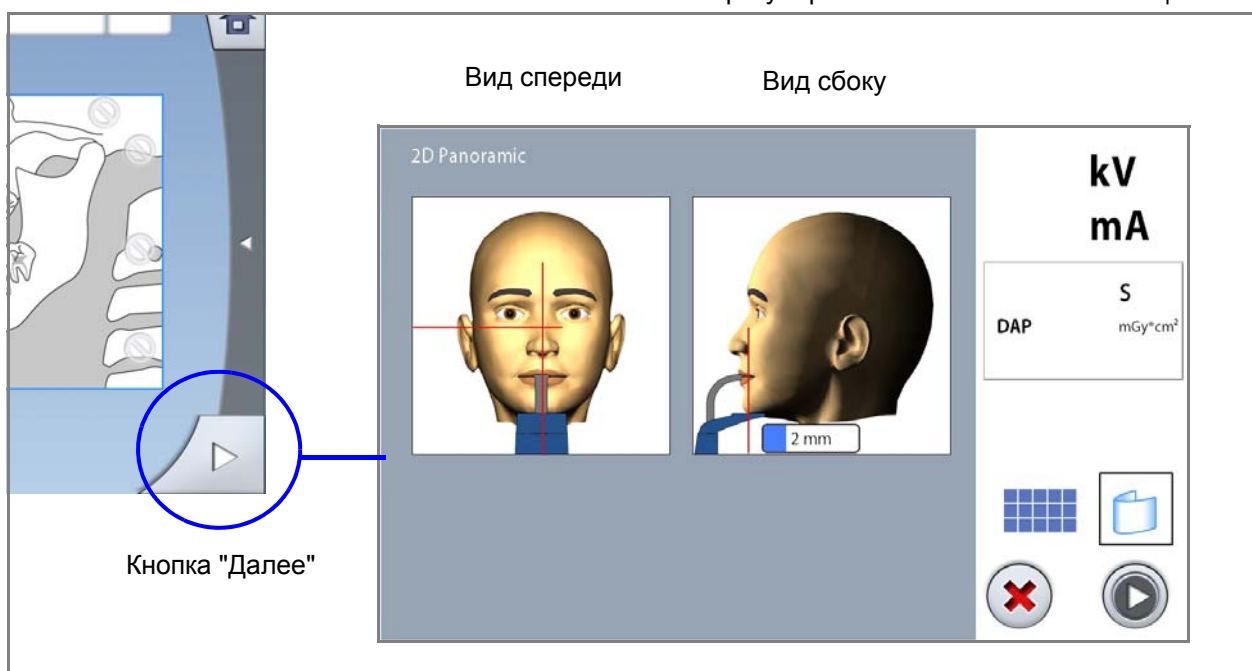 Вид спереди
Вид сбоку
2D Panoramic
kV
mA
S
DAP mGy*cm²
2 mm
Кнопка "Далее"